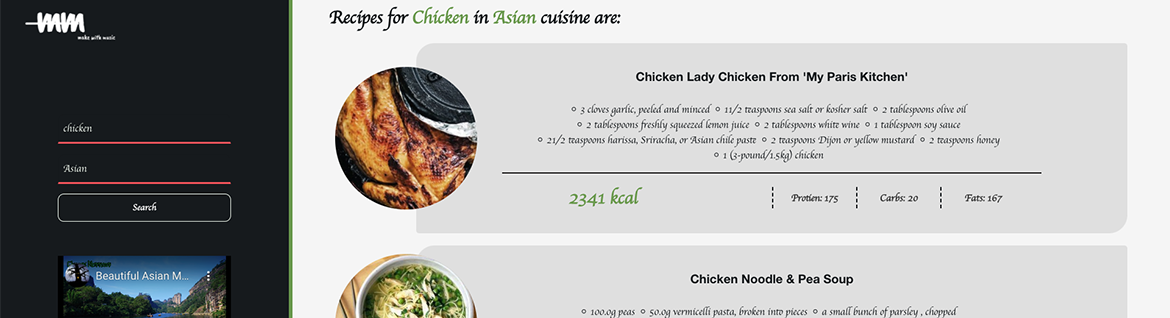 MM
make with music
chicken
Asian
Search
Beautiful Asian M...
Recipes for Chicken in Asian cuisine are:
Chicken Lady Chicken From 'My Paris Kitchen'
3 cloves garlic, peeled and minced 11/2 teaspoons sea salt or kosher salt 2 tablespoons olive oil
2 tablespoons freshly squeezed lemon juice 2 tablespoons white wine 1 tablespoon soy sauce
21/2 teaspoons harissa, Sriracha, or Asian chile paste 2 teaspoons Dijon or yellow mustard 2 teaspoons honey
1 (3-pound/1.5kg) chicken
2341 kcal
Protien: 175
Carbs: 20
Fats: 167
Chicken Noodle & Pea Soup
100.0g peas 50.0g vermicelli pasta, broken into pieces a small bunch of parsley , chopped